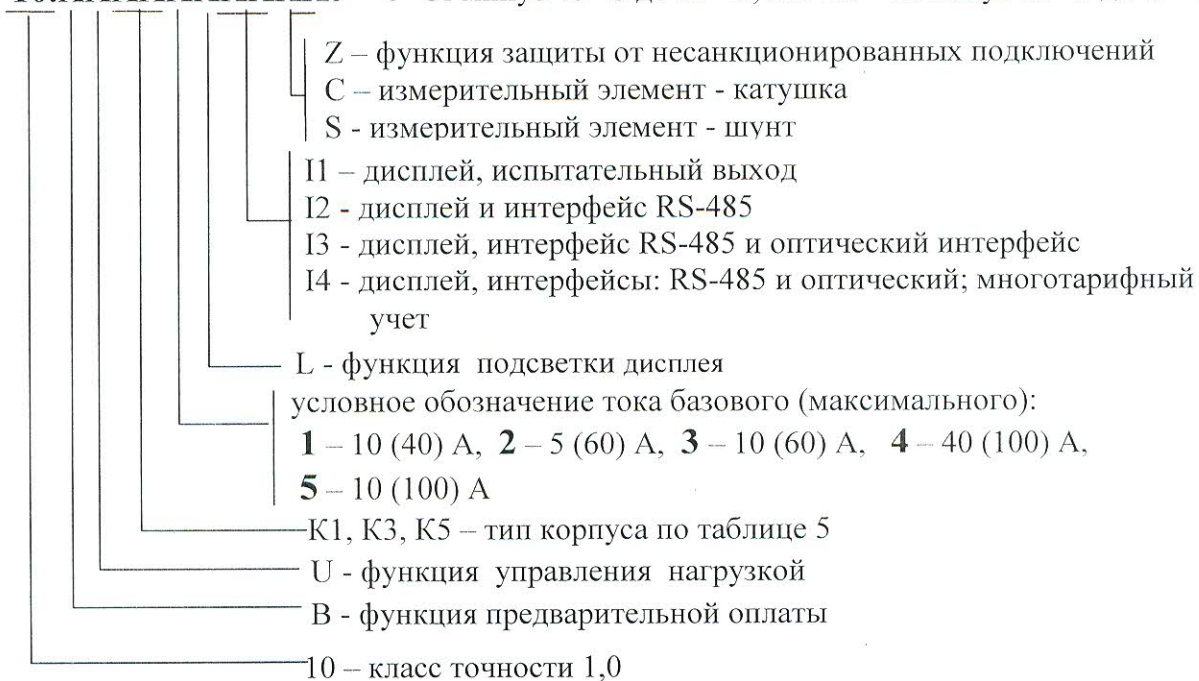 Z – функция защиты от несанкционированных подключений
C – измерительный элемент - катушка
S - измерительный элемент - шунт
I1 – дисплей, испытательный выход
I2 - дисплей и интерфейс RS-485
I3 - дисплей, интерфейс RS-485 и оптический интерфейс
I4 - дисплей, интерфейсы: RS-485 и оптический; многотарифный
учет
L - функция подсветки дисплея
условное обозначение тока базового (максимального):
1 – 10 (40) А, 2 – 5 (60) А, 3 – 10 (60) А, 4 – 40 (100) А,
5 – 10 (100) А
К1, К3, К5 – тип корпуса по таблице 5
U - функция управления нагрузкой
В - функция предварительной оплаты
10 – класс точности 1,0